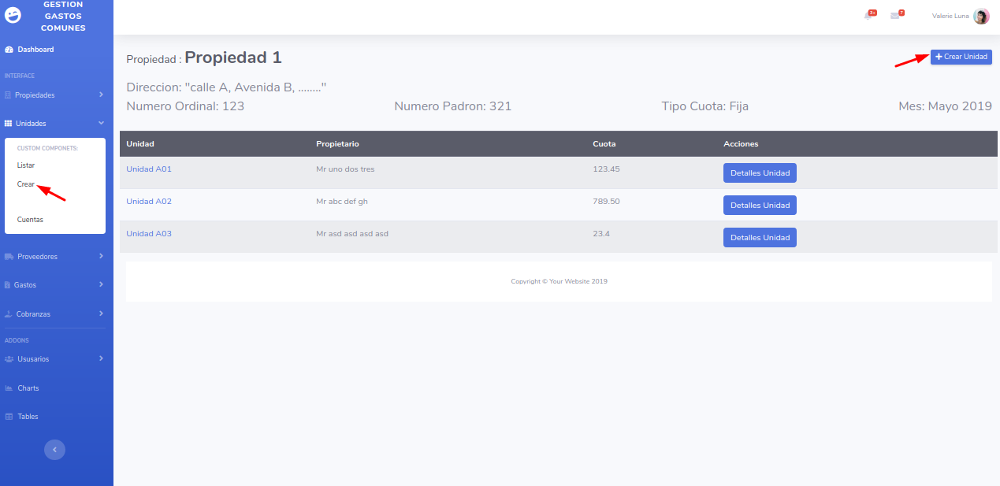 GESTION
GASTOS
COMUNES
Dashboard
INTERFACE
Propiedades
Unidades
CUSTOM COMPONETS:
Listar
Crear
Cuentas
Proveedores
Gastos
Cobranzas
ADDONS
Ususarios
Charts
Tables
3+
7
Valerie Luna
Propiedad : Propiedad 1
Crear Unidad
Direccion: "calle A, Avenida B, ........"
Numero Ordinal: 123 Numero Padron: 321 Tipo Cuota: Fija Mes: Mayo 2019
Unidad Propietario Cuota Acciones
Unidad A01 Mr uno dos tres 123.45 Detalles Unidad
Unidad A02 Mr abc def gh 789.50 Detalles Unidad
Unidad A03 Mr asd asd asd asd 23.4 Detalles Unidad
Copyright © Your Website 2019